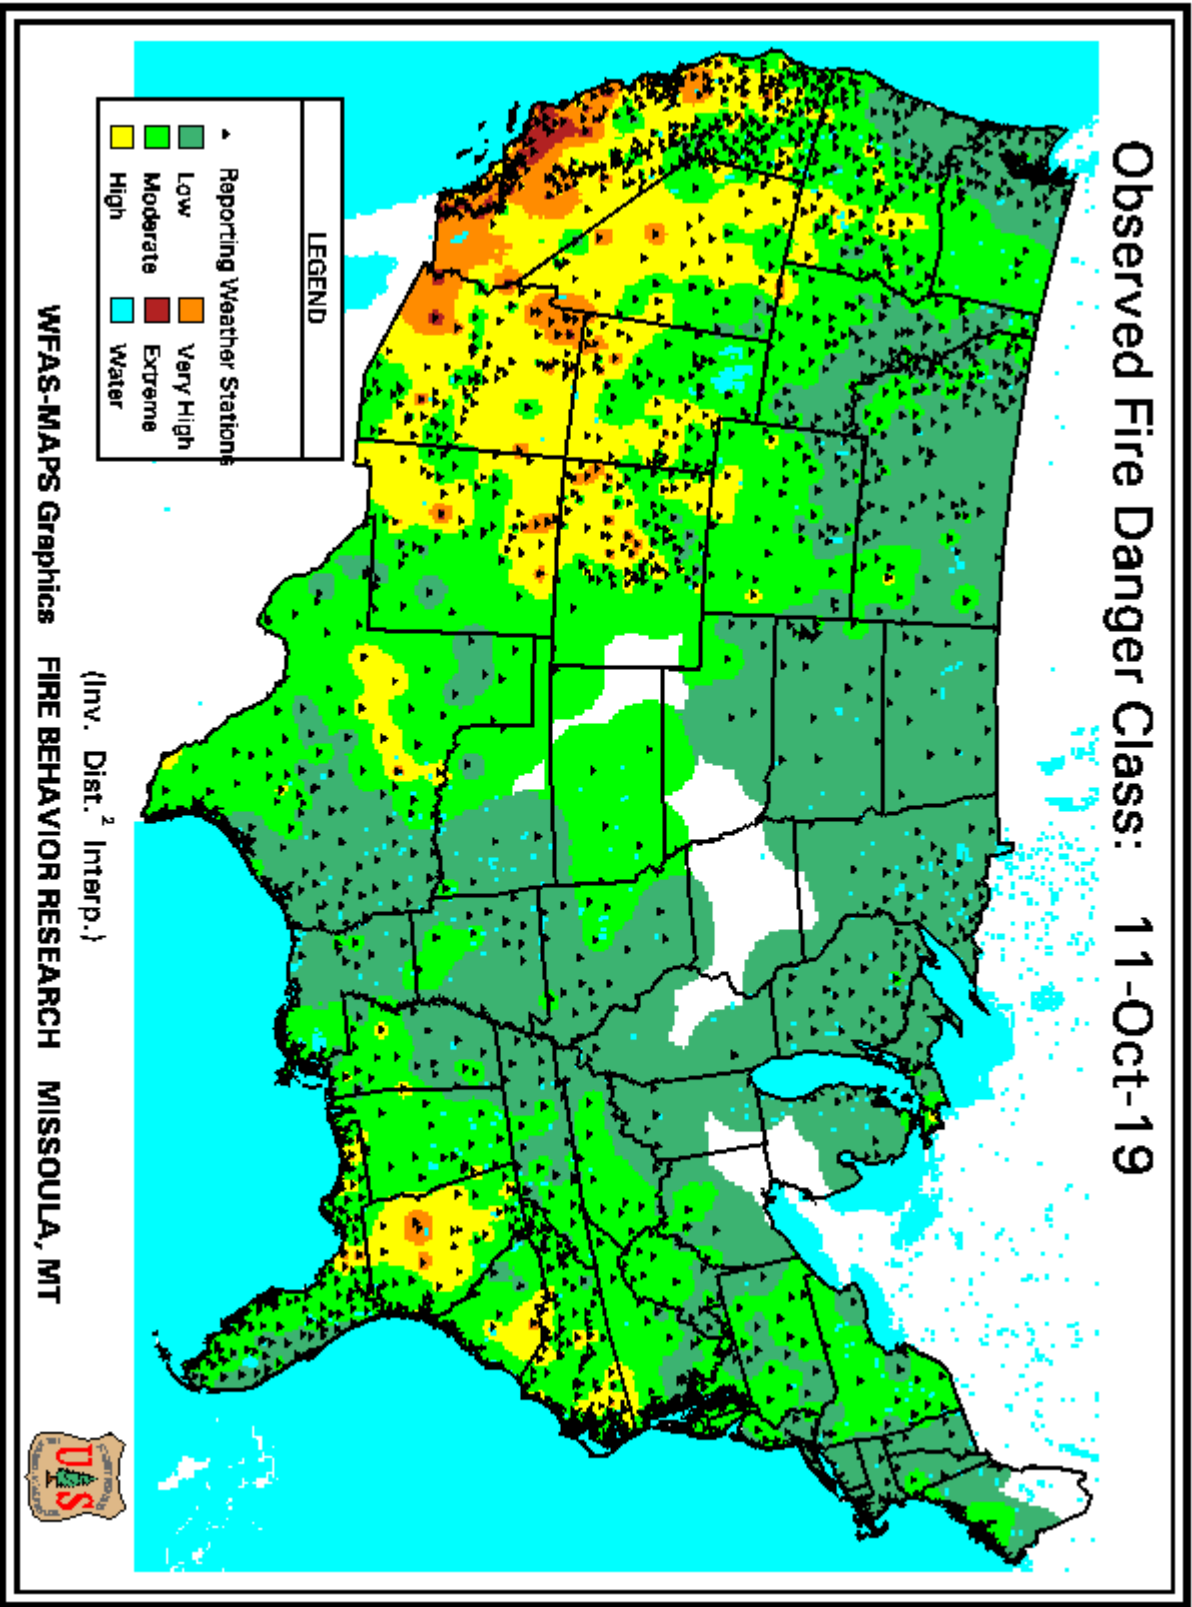 Observed Fire Danger Class: 11-Oct-19
LEGEND
Reporting Weather Stations
Low
Very High
Moderate
Extreme
High
Water
(Inv. Dist.² Interp.)
WFAS-MAPS Graphics FIRE BEHAVIOR RESEARCH MISSOULA, MT
US